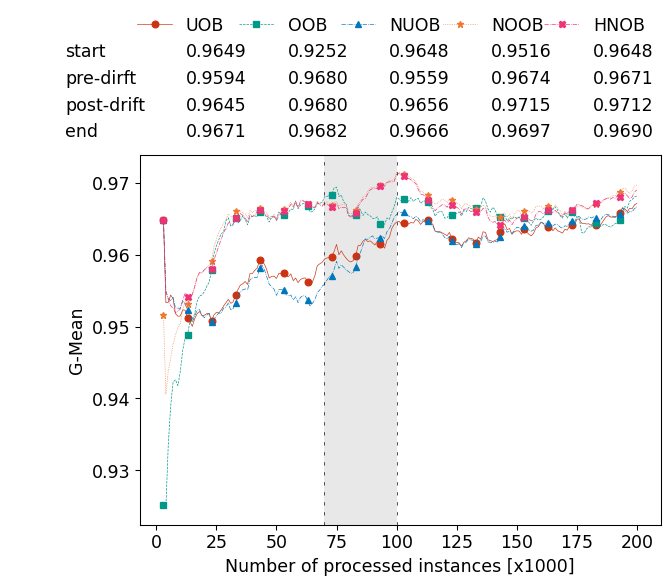 UOB OOB NUOB NOOB HNOB
start 0.9649 0.9252 0.9648 0.9516 0.9648
pre-dirft 0.9594 0.9680 0.9559 0.9674 0.9671
post-drift 0.9645 0.9680 0.9656 0.9715 0.9712
end 0.9671 0.9682 0.9666 0.9697 0.9690
0.97
0.96
0.95
0.94
0.93
G-Mean
0 25 50 75 100 125 150 175 200
Number of processed instances [x1000]